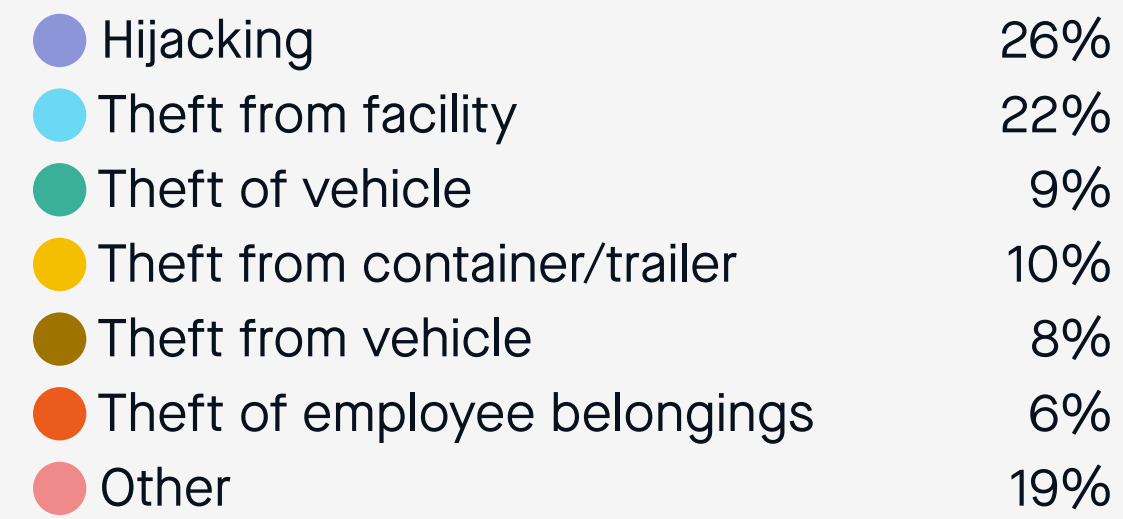 Hijacking 26%
Theft from facility 22%
Theft of vehicle 9%
Theft from container/trailer 10%
Theft from vehicle 8%
Theft of employee belongings 6%
Other 19%